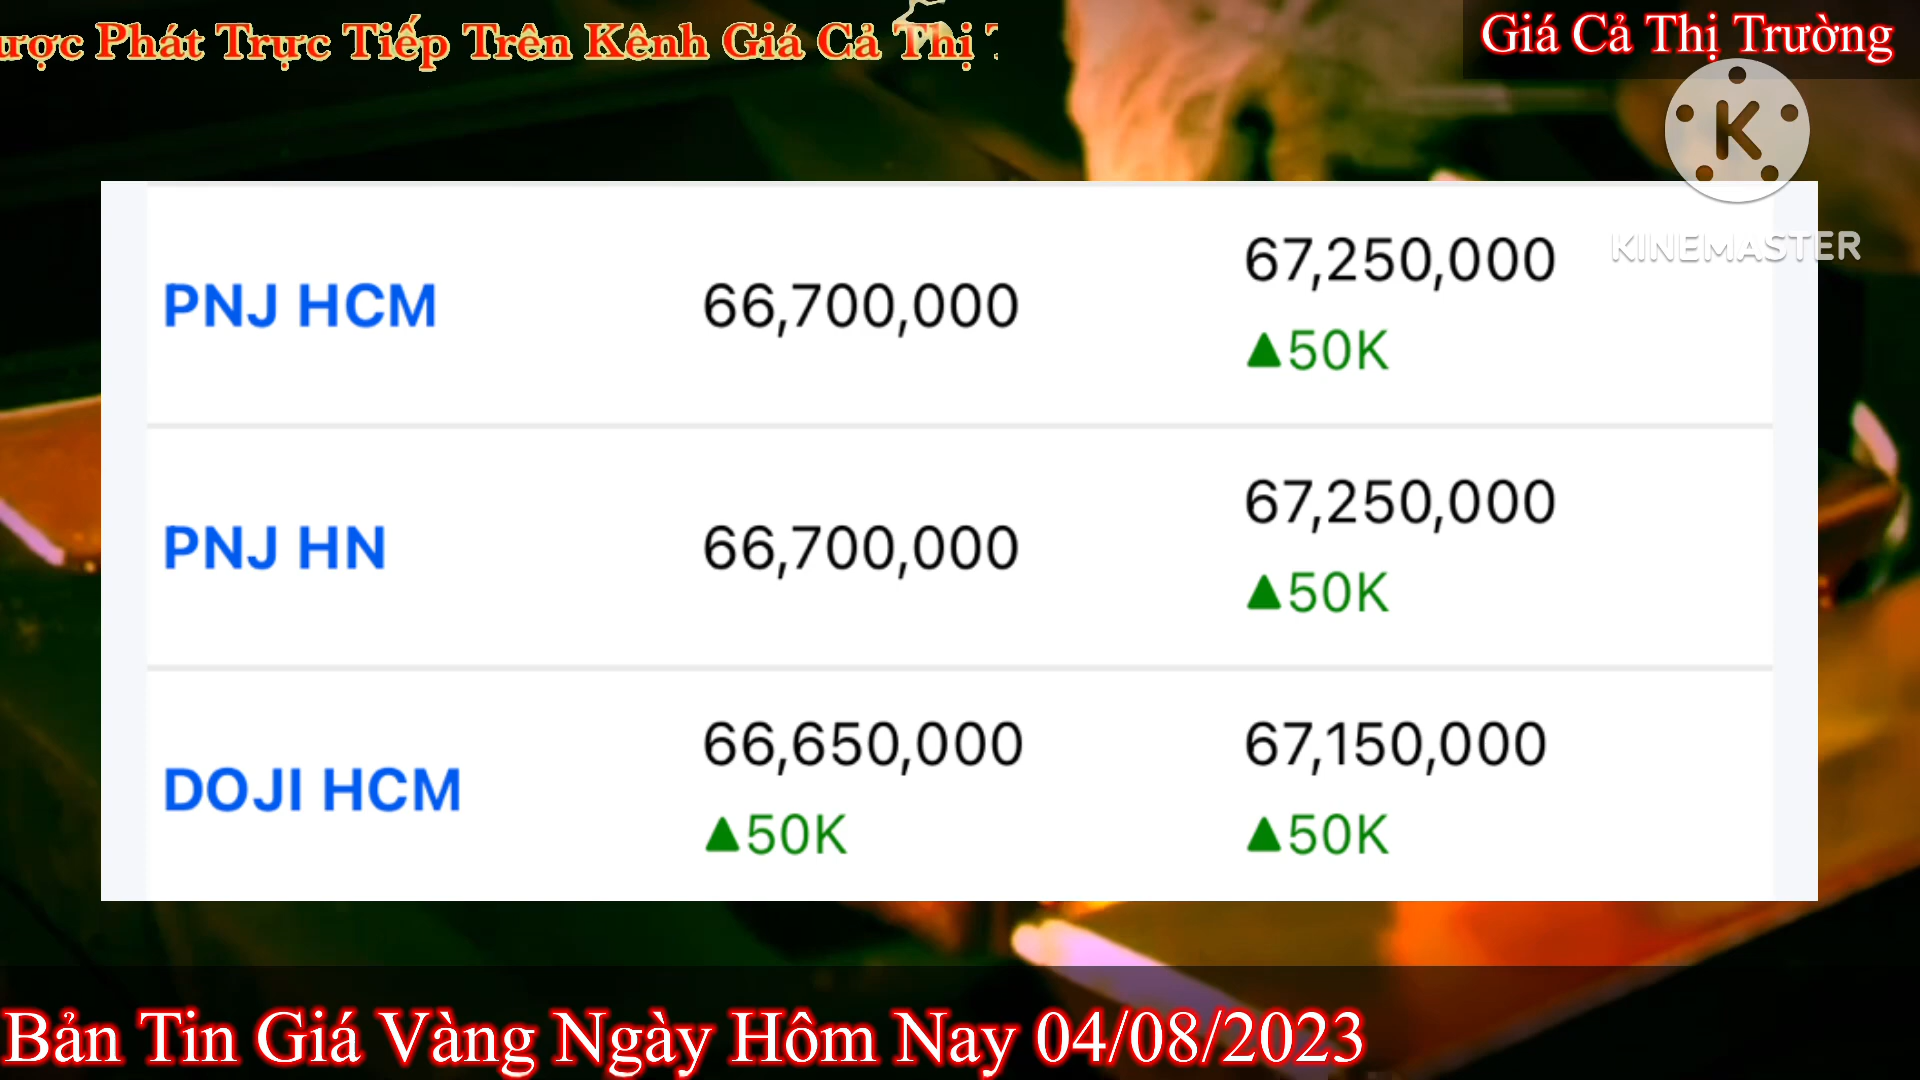 ược Phát Trực Tiếp Trên Kênh Giá Cả Thị
Giá Cả Thị Trường
K
KINEMASTER
PNJ HCM 66,700,000 67,250,000
▲50K
PNJ HN 66,700,000 67,250,000
▲50K
DOJI HCM 66,650,000 67,150,000
▲50K ▲50K
Bản Tin Giá Vàng Ngày Hôm Nay 04/08/2023